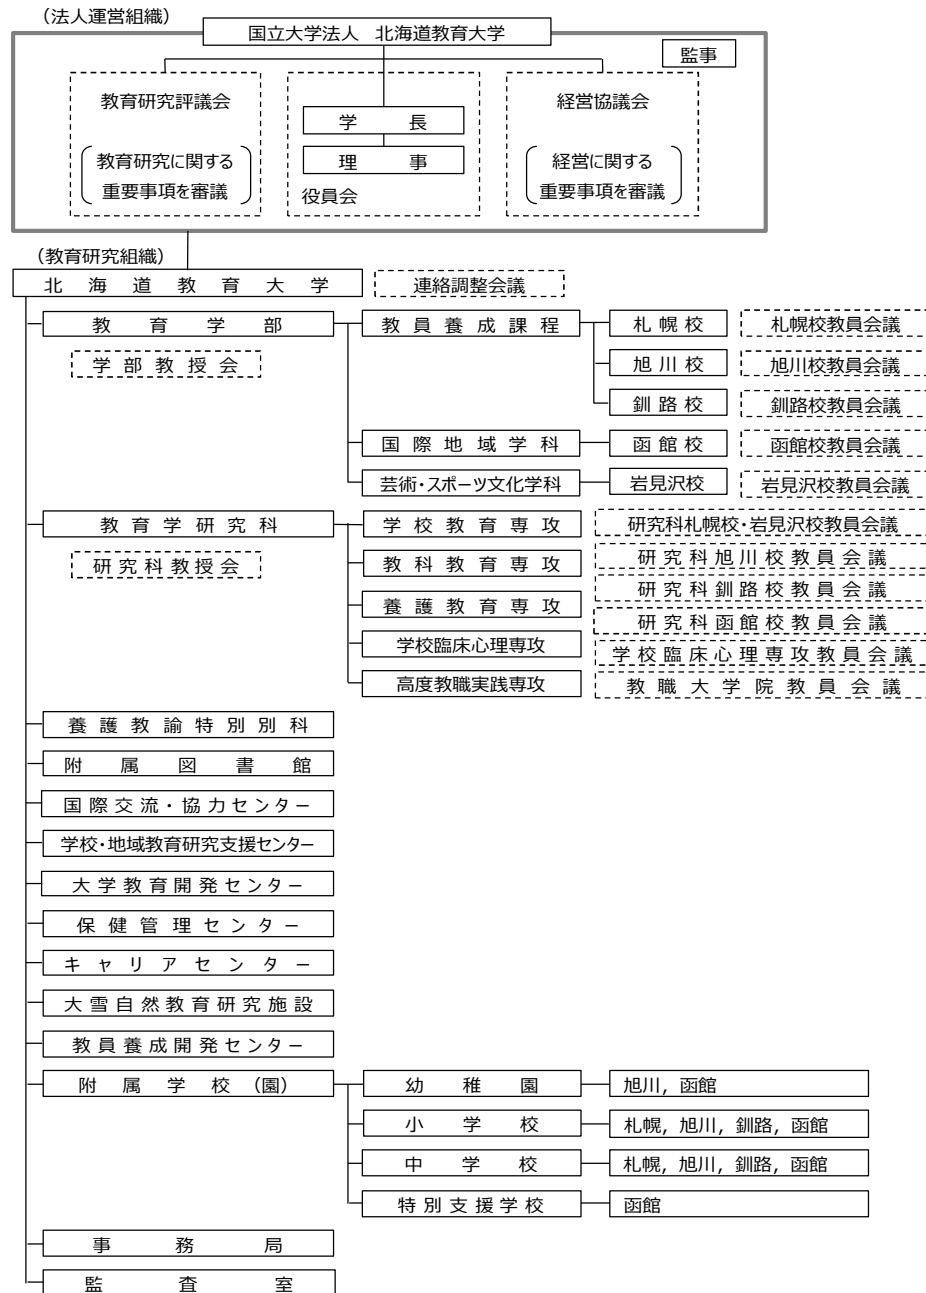 （法人運営組織）
国立大学法人　北海道教育大学
監事
教育研究評議会
経営協議会
学　長
理　事
教育研究に関する
重要事項を審議
経営に関する
重要事項を審議
役員会
（教育研究組織）
北海道教育大学
連絡調整会議
教育学部
学部教授会
教員養成課程
札幌校
札幌校教員会議
旭川校
旭川校教員会議
釧路校
釧路校教員会議
国際地域学科
函館校
函館校教員会議
芸術・スポーツ文化学科
岩見沢校
岩見沢校教員会議
教育学研究科
研究科教授会
学校教育専攻
教科教育専攻
養護教育専攻
学校臨床心理専攻
高度教職実践専攻
研究科札幌校・岩見沢校教員会議
研究科旭川校教員会議
研究科釧路校教員会議
研究科函館校教員会議
学校臨床心理専攻教員会議
教職大学院教員会議
養護教諭特別別科
附属図書館
国際交流・協力センター
学校・地域教育研究支援センター
大学教育開発センター
保健管理センター
キャリアセンター
大雪自然教育研究施設
教員養成開発センター
附属学校（園）
幼稚園
旭川，函館
小学校
札幌，旭川，釧路，函館
中学校
札幌，旭川，釧路，函館
特別支援学校
函館
事務局
監査室